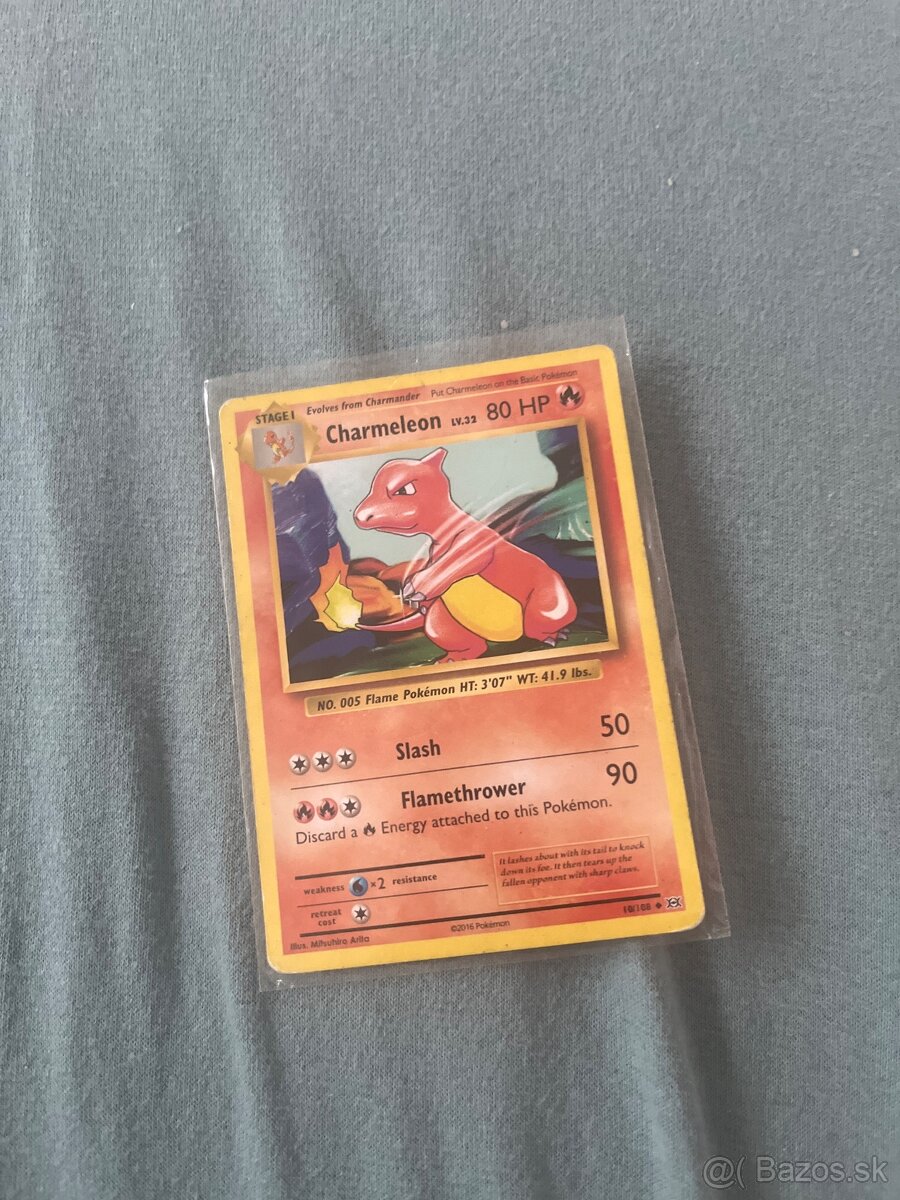 STAGE 1 Evolves from Charmander Put Charmeleon on the Basic Pokémon
Charmeleon LV.32 80 HP
NO. 005 Flame Pokémon HT: 3'07" WT: 41.9 lbs.
Slash 50
Flamethrower 90
Discard a Energy attached to this Pokémon.
It lashes about with its tail to knock
down its foe. It then tears up the
fallen opponent with sharp claws.
weakness ×2 resistance
retreat
cost
10/108
Illus. Mitsuhiro Arita
©2016 Pokémon
@( Bazos.sk